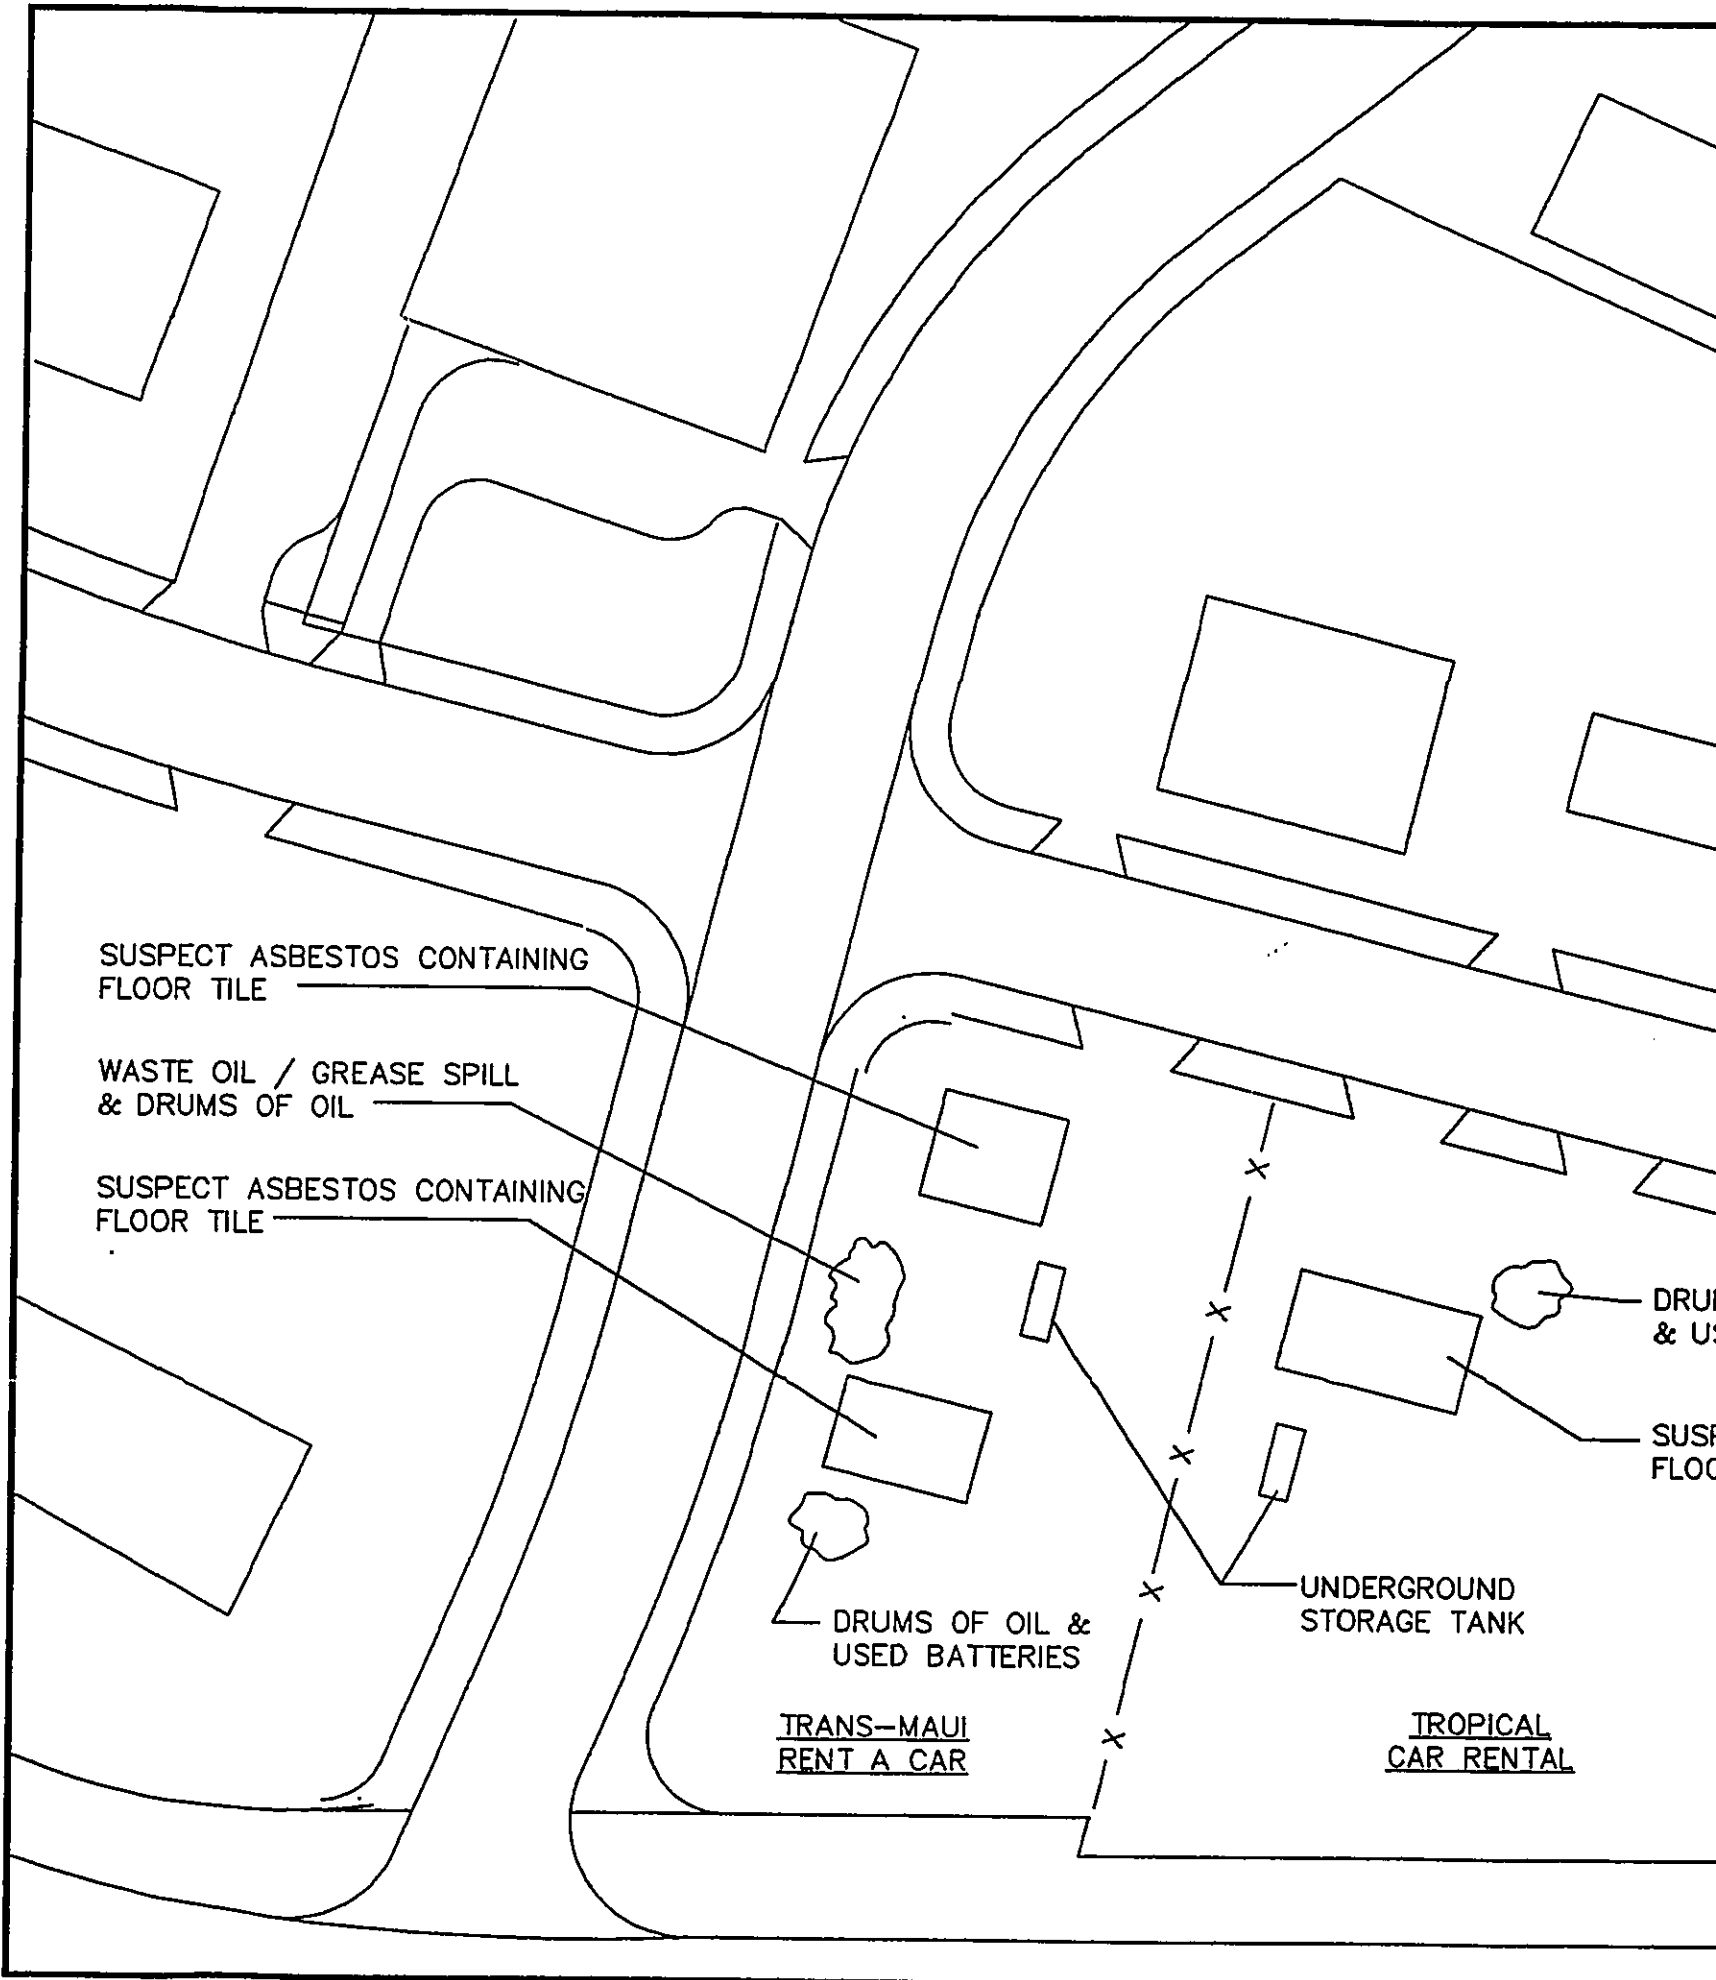 SUSPECT ASBESTOS CONTAINING
FLOOR TILE
WASTE OIL / GREASE SPILL
& DRUMS OF OIL
SUSPECT ASBESTOS CONTAINING
FLOOR TILE
DRUMS OF OIL &
USED BATTERIES
UNDERGROUND
STORAGE TANK
TRANS-MAUI
RENT A CAR
TROPICAL
CAR RENTAL